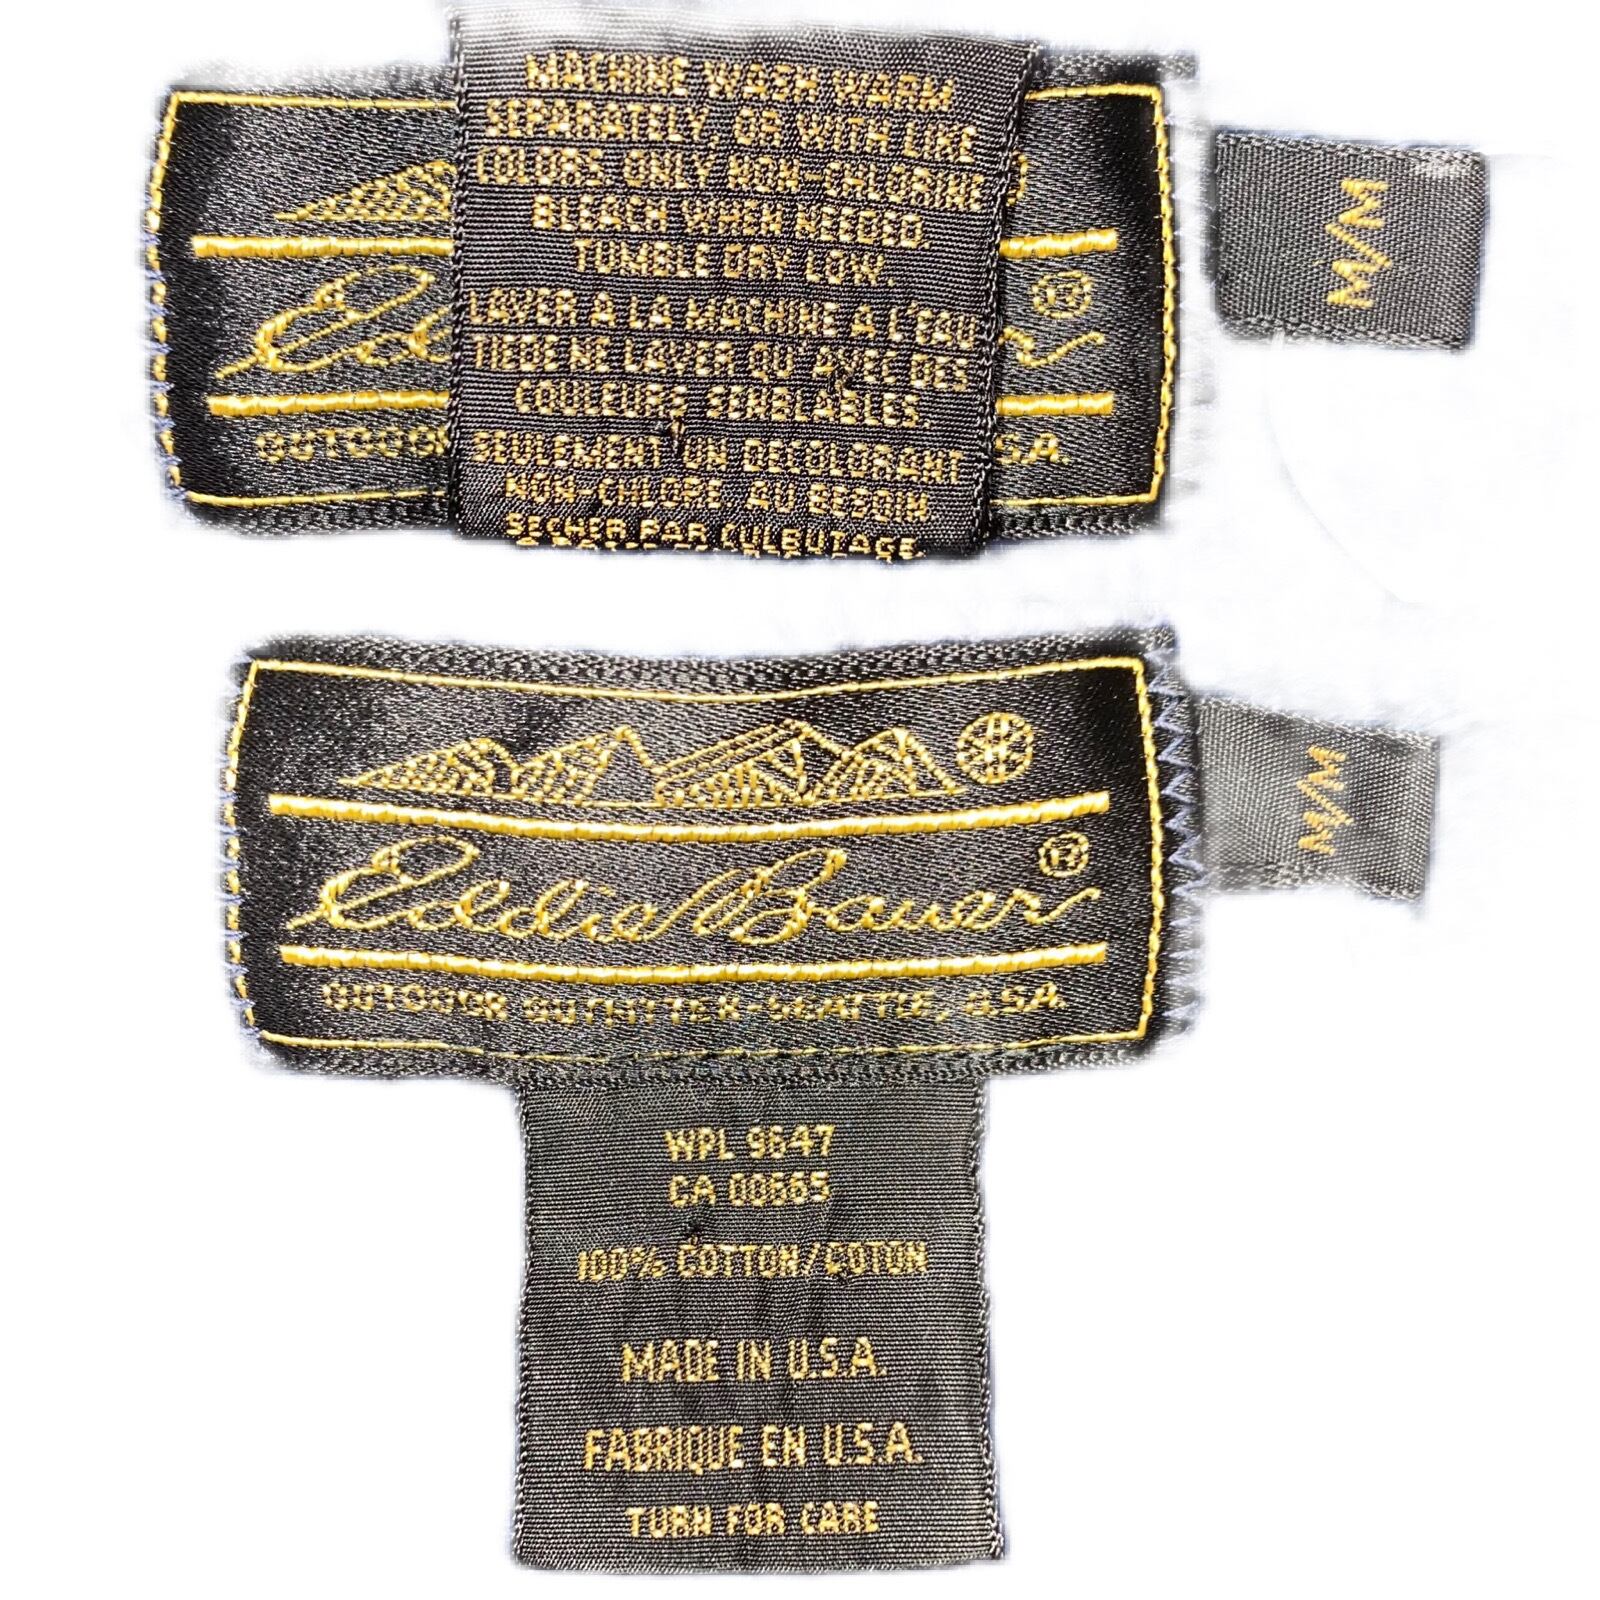 MACHINE WASH WARM
SEPARATELY, OR WITH LIKE
COLORS. ONLY NON-CHLORINE
BLEACH WHEN NEEDED.
TUMBLE DRY LOW.
LAVER A LA MACHINE A L'EAU
TIEDE NE LAVER QU'AVEC DES
COULEURS SEMBLABLES.
SEULEMENT UN DECOLORANT
NON-CHLORE, AU BESOIN
SECHER PAR CULBUTAGE
Edd
r ®
OUTDOOR
S.A.
M/M
Eddie Bauer ®
OUTDOOR OUTFITTER-SEATTLE, U.S.A.
M/M
WPL 9647
CA 00665
100% COTTON/COTON
MADE IN U.S.A.
FABRIQUE EN U.S.A.
TURN FOR CARE